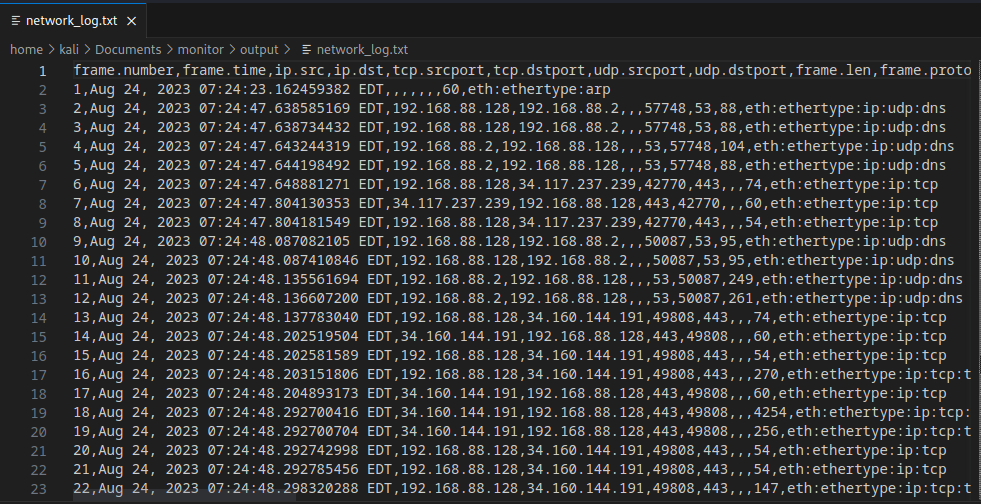 network_log.txt
home > kali > Documents > monitor > output > network_log.txt
1 frame.number,frame.time,ip.src,ip.dst,tcp.srcport,tcp.dstport,udp.srcport,udp.dstport,frame.len,frame.proto
2 1,Aug 24, 2023 07:24:23.162459382 EDT,,,,,,,60,eth:ethertype:arp
3 2,Aug 24, 2023 07:24:47.638585169 EDT,192.168.88.128,192.168.88.2,,,57748,53,88,eth:ethertype:ip:udp:dns
4 3,Aug 24, 2023 07:24:47.638734432 EDT,192.168.88.128,192.168.88.2,,,57748,53,88,eth:ethertype:ip:udp:dns
5 4,Aug 24, 2023 07:24:47.643244319 EDT,192.168.88.2,192.168.88.128,,,53,57748,104,eth:ethertype:ip:udp:dns
6 5,Aug 24, 2023 07:24:47.644198492 EDT,192.168.88.2,192.168.88.128,,,53,57748,88,eth:ethertype:ip:udp:dns
7 6,Aug 24, 2023 07:24:47.648881271 EDT,192.168.88.128,34.117.237.239,42770,443,,,74,eth:ethertype:ip:tcp
8 7,Aug 24, 2023 07:24:47.804130353 EDT,34.117.237.239,192.168.88.128,443,42770,,,60,eth:ethertype:ip:tcp
9 8,Aug 24, 2023 07:24:47.804181549 EDT,192.168.88.128,34.117.237.239,42770,443,,,54,eth:ethertype:ip:tcp
10 9,Aug 24, 2023 07:24:48.087082105 EDT,192.168.88.128,192.168.88.2,,,50087,53,95,eth:ethertype:ip:udp:dns
11 10,Aug 24, 2023 07:24:48.087410846 EDT,192.168.88.128,192.168.88.2,,,50087,53,95,eth:ethertype:ip:udp:dns
12 11,Aug 24, 2023 07:24:48.135561694 EDT,192.168.88.2,192.168.88.128,,,53,50087,249,eth:ethertype:ip:udp:dns
13 12,Aug 24, 2023 07:24:48.136607200 EDT,192.168.88.2,192.168.88.128,,,53,50087,261,eth:ethertype:ip:udp:dns
14 13,Aug 24, 2023 07:24:48.137783040 EDT,192.168.88.128,34.160.144.191,49808,443,,,74,eth:ethertype:ip:tcp
15 14,Aug 24, 2023 07:24:48.202519504 EDT,34.160.144.191,192.168.88.128,443,49808,,,60,eth:ethertype:ip:tcp
16 15,Aug 24, 2023 07:24:48.202581589 EDT,192.168.88.128,34.160.144.191,49808,443,,,54,eth:ethertype:ip:tcp
17 16,Aug 24, 2023 07:24:48.203151806 EDT,192.168.88.128,34.160.144.191,49808,443,,,270,eth:ethertype:ip:tcp:t
18 17,Aug 24, 2023 07:24:48.204893173 EDT,34.160.144.191,192.168.88.128,443,49808,,,60,eth:ethertype:ip:tcp
19 18,Aug 24, 2023 07:24:48.292700416 EDT,34.160.144.191,192.168.88.128,443,49808,,,4254,eth:ethertype:ip:tcp:
20 19,Aug 24, 2023 07:24:48.292700704 EDT,34.160.144.191,192.168.88.128,443,49808,,,256,eth:ethertype:ip:tcp:t
21 20,Aug 24, 2023 07:24:48.292742998 EDT,192.168.88.128,34.160.144.191,49808,443,,,54,eth:ethertype:ip:tcp
22 21,Aug 24, 2023 07:24:48.292785456 EDT,192.168.88.128,34.160.144.191,49808,443,,,54,eth:ethertype:ip:tcp
23 22,Aug 24, 2023 07:24:48.298320288 EDT,192.168.88.128,34.160.144.191,49808,443,,,147,eth:ethertype:ip:tcp:t